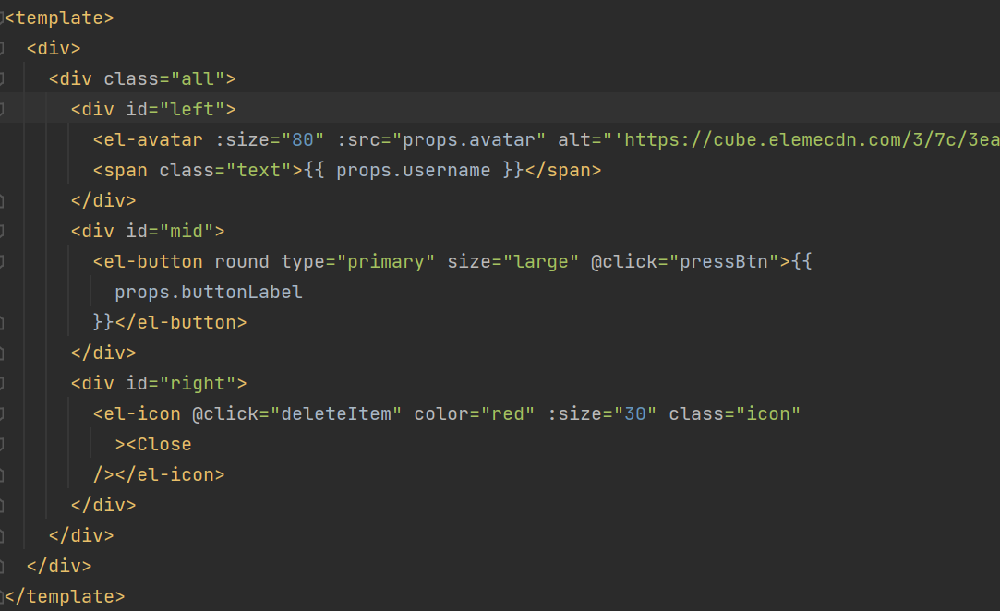 <template>
  <div>
    <div class="all">
      <div id="left">
        <el-avatar :size="80" :src="props.avatar" alt="'https://cube.elemecdn.com/3/7c/3ea
        <span class="text">{{ props.username }}</span>
      </div>
      <div id="mid">
        <el-button round type="primary" size="large" @click="pressBtn">{{
          props.buttonLabel
        }}</el-button>
      </div>
      <div id="right">
        <el-icon @click="deleteItem" color="red" :size="30" class="icon"
          ><Close
        /></el-icon>
      </div>
    </div>
  </div>
</template>